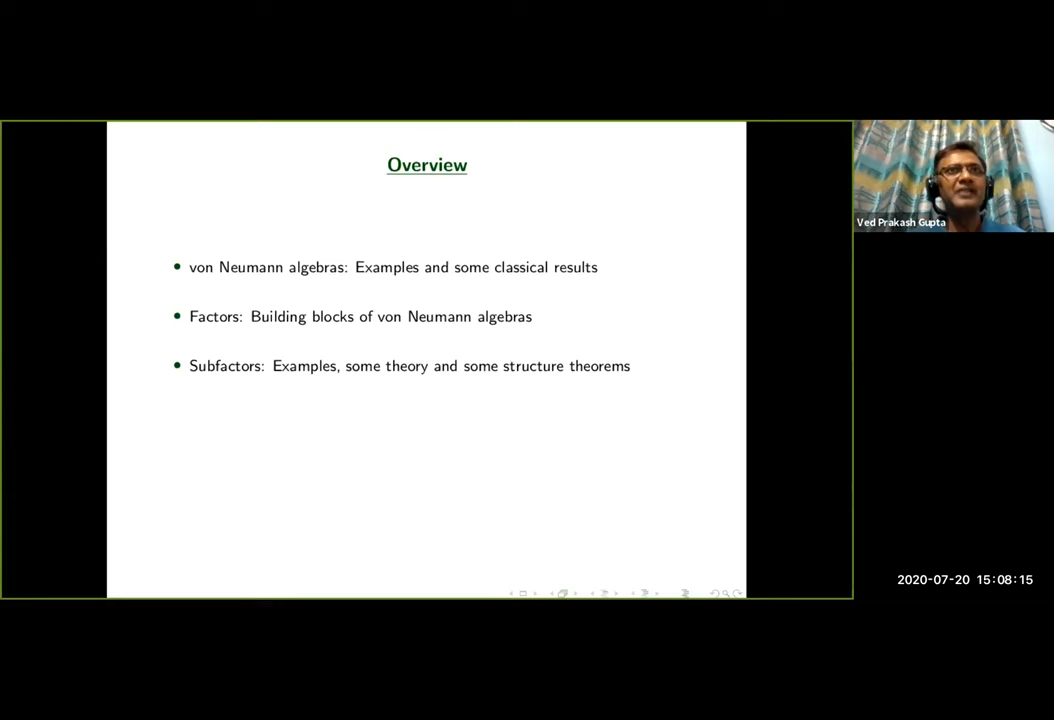 Overview
• von Neumann algebras: Examples and some classical results
• Factors: Building blocks of von Neumann algebras
• Subfactors: Examples, some theory and some structure theorems
Ved Prakash Gupta
2020-07-20 15:08:15